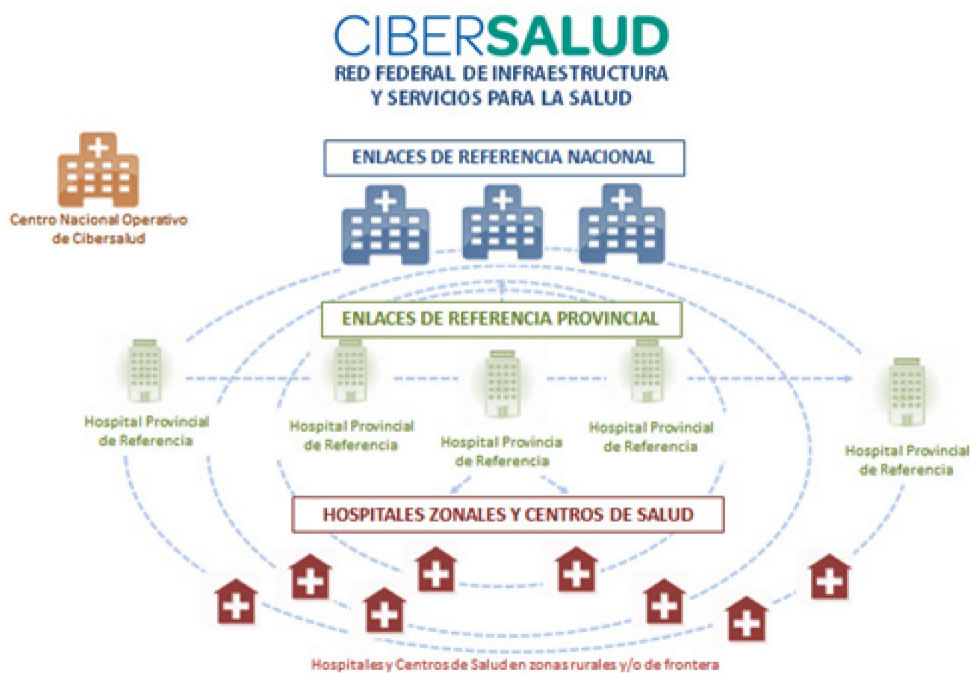 CIBERSALUD
RED FEDERAL DE INFRAESTRUCTURA
Y SERVICIOS PARA LA SALUD
ENLACES DE REFERENCIA NACIONAL
Centro Nacional Operativo
de Cibersalud
ENLACES DE REFERENCIA PROVINCIAL
Hospital Provincial
de Referencia
Hospital Provincial
de Referencia
Hospital Provincia
de Referencia
Hospital Provincial
de Referencia
Hospital Provincial
de Referencia
HOSPITALES ZONALES Y CENTROS DE SALUD
Hospitales y Centros de Salud en zonas rurales y/o de frontera